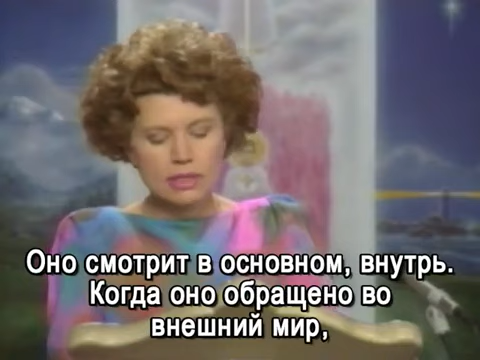 Оно смотрит в основном, внутрь.
Когда оно обращено во
внешний мир,